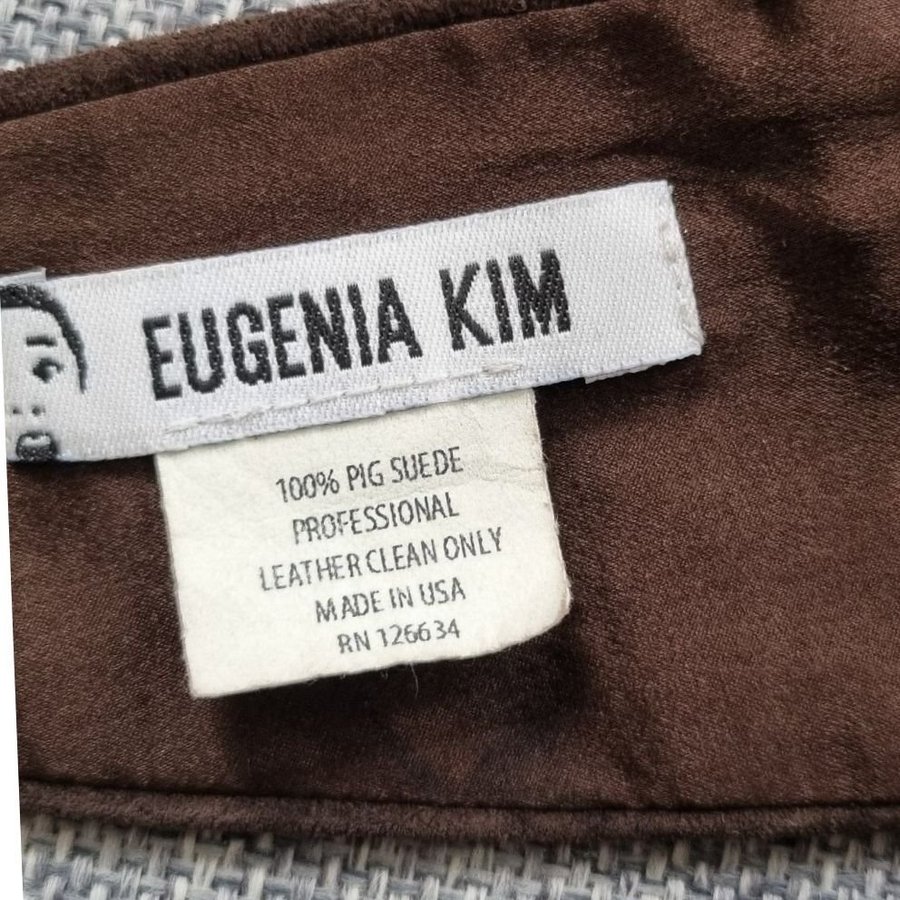 EUGENIA KIM
100% PIG SUEDE
PROFESSIONAL
LEATHER CLEAN ONLY
MADE IN USA
RN 126634